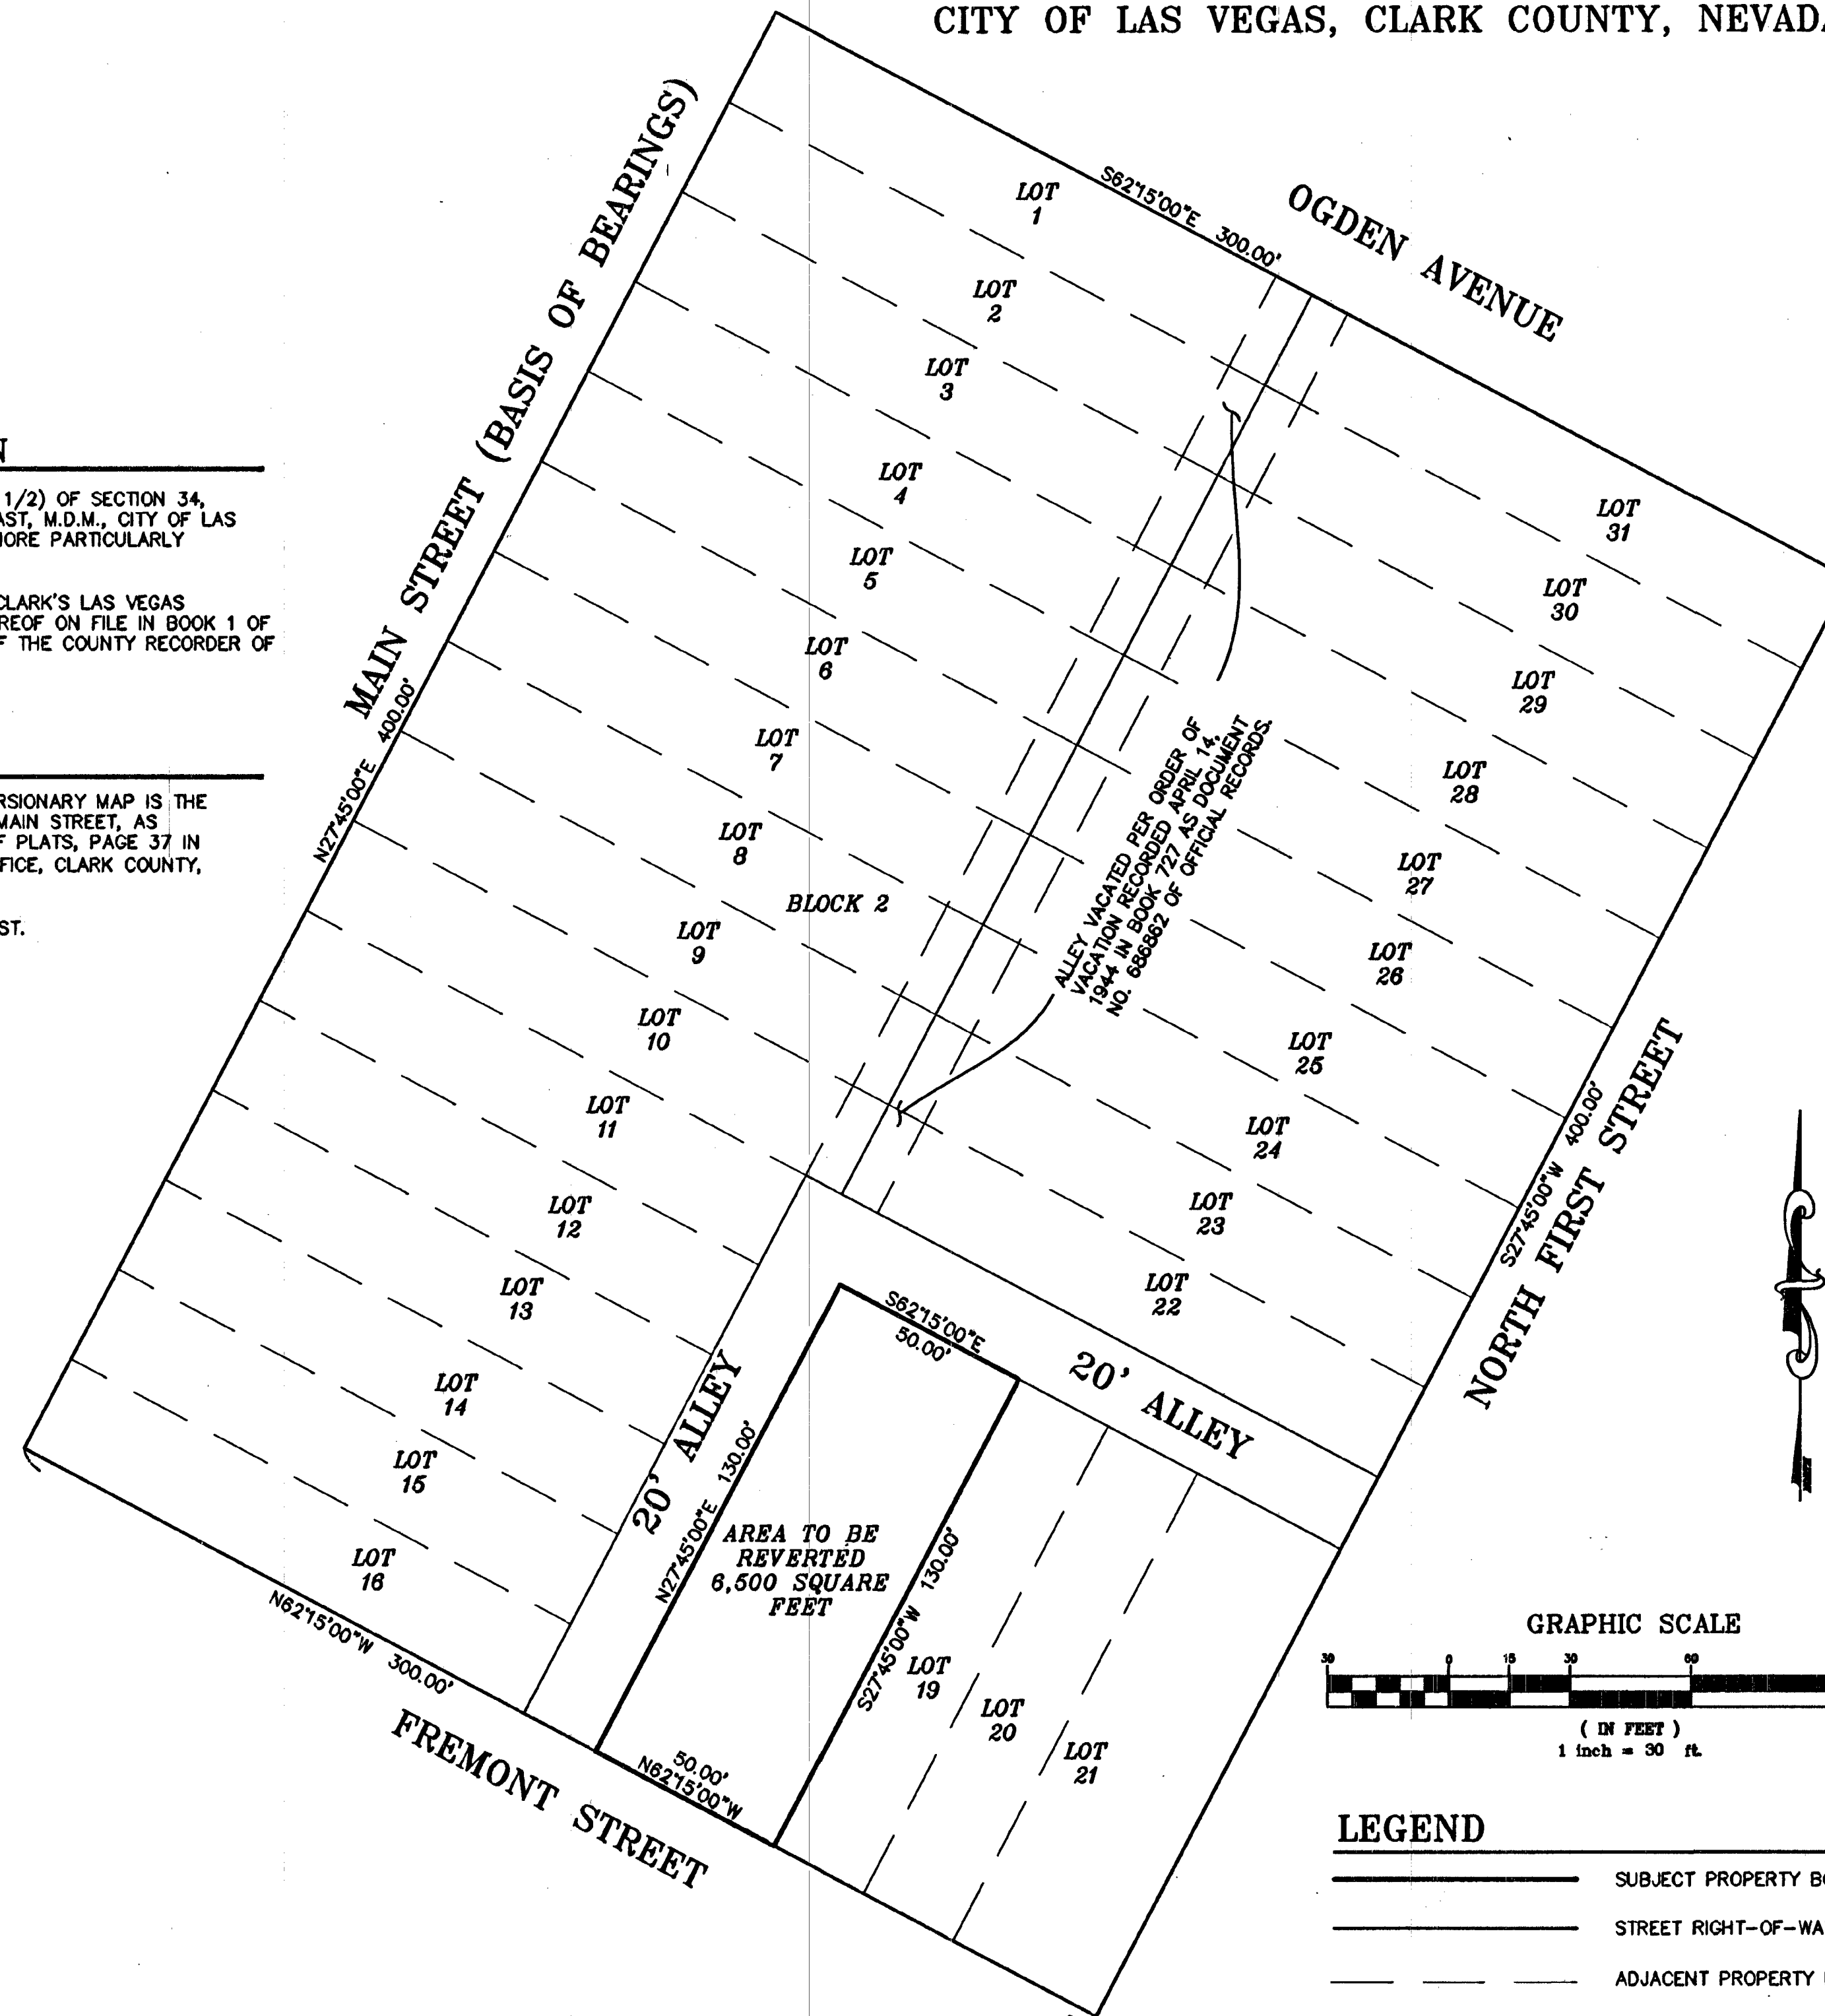 CITY OF LAS VEGAS, CLARK COUNTY, NEVADA
N
1/2) OF SECTION 34,
AST, M.D.M., CITY OF LAS
MORE PARTICULARLY
CLARK'S LAS VEGAS
REOF ON FILE IN BOOK 1 OF
F THE COUNTY RECORDER OF
RSIONARY MAP IS THE
MAIN STREET, AS
F PLATS, PAGE 37 IN
FICE, CLARK COUNTY,
ST.
MAIN STREET (BASIS OF BEARINGS)
N27°45'00"E 400.00'
S62°15'00"E 300.00'
OGDEN AVENUE
LOT
1
LOT
2
LOT
3
LOT
4
LOT
5
LOT
6
LOT
7
LOT
8
BLOCK 2
LOT
9
LOT
10
LOT
11
LOT
12
LOT
13
LOT
14
LOT
15
LOT
16
LOT
31
LOT
30
LOT
29
LOT
28
LOT
27
LOT
26
LOT
25
LOT
24
LOT
23
LOT
22
ALLEY VACATED PER ORDER OF
VACATION RECORDED APRIL 14,
1944 IN BOOK 727 AS DOCUMENT
NO. 686862 OF OFFICIAL RECORDS.
S27°45'00"W 400.00'
NORTH FIRST STREET
20' ALLEY
20' ALLEY
S62°15'00"E
50.00'
N27°45'00"E 130.00'
AREA TO BE
REVERTED
6,500 SQUARE
FEET
S27°45'00"W 130.00'
LOT
19
LOT
20
LOT
21
50.00'
N62°15'00"W
N62°15'00"W 300.00'
FREMONT STREET
GRAPHIC SCALE
30 0 15 30 60
( IN FEET )
1 inch = 30 ft.
LEGEND
SUBJECT PROPERTY BO
STREET RIGHT-OF-WA
ADJACENT PROPERTY